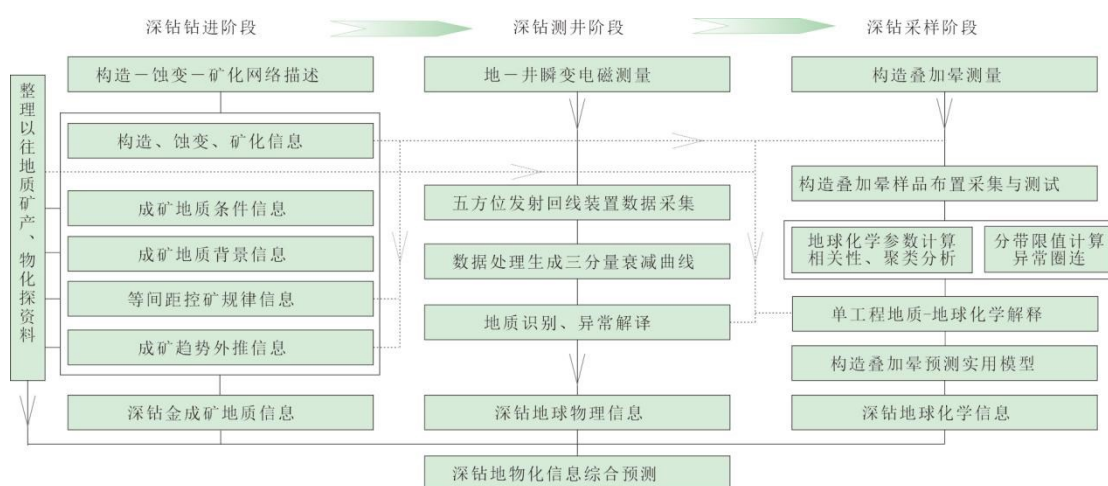 深钻钻进阶段
深钻测井阶段
深钻采样阶段
整理以往地质矿产、物化探资料
构造－蚀变－矿化网络描述
构造、蚀变、矿化信息
成矿地质条件信息
成矿地质背景信息
等间距控矿规律信息
成矿趋势外推信息
深钻金成矿地质信息
地－井瞬变电磁测量
五方位发射回线装置数据采集
数据处理生成三分量衰减曲线
地质识别、异常解译
深钻地球物理信息
构造叠加晕测量
构造叠加晕样品布置采集与测试
地球化学参数计算
相关性、聚类分析
分带限值计算
异常圈连
单工程地质-地球化学解释
构造叠加晕预测实用模型
深钻地球化学信息
深钻地物化信息综合预测